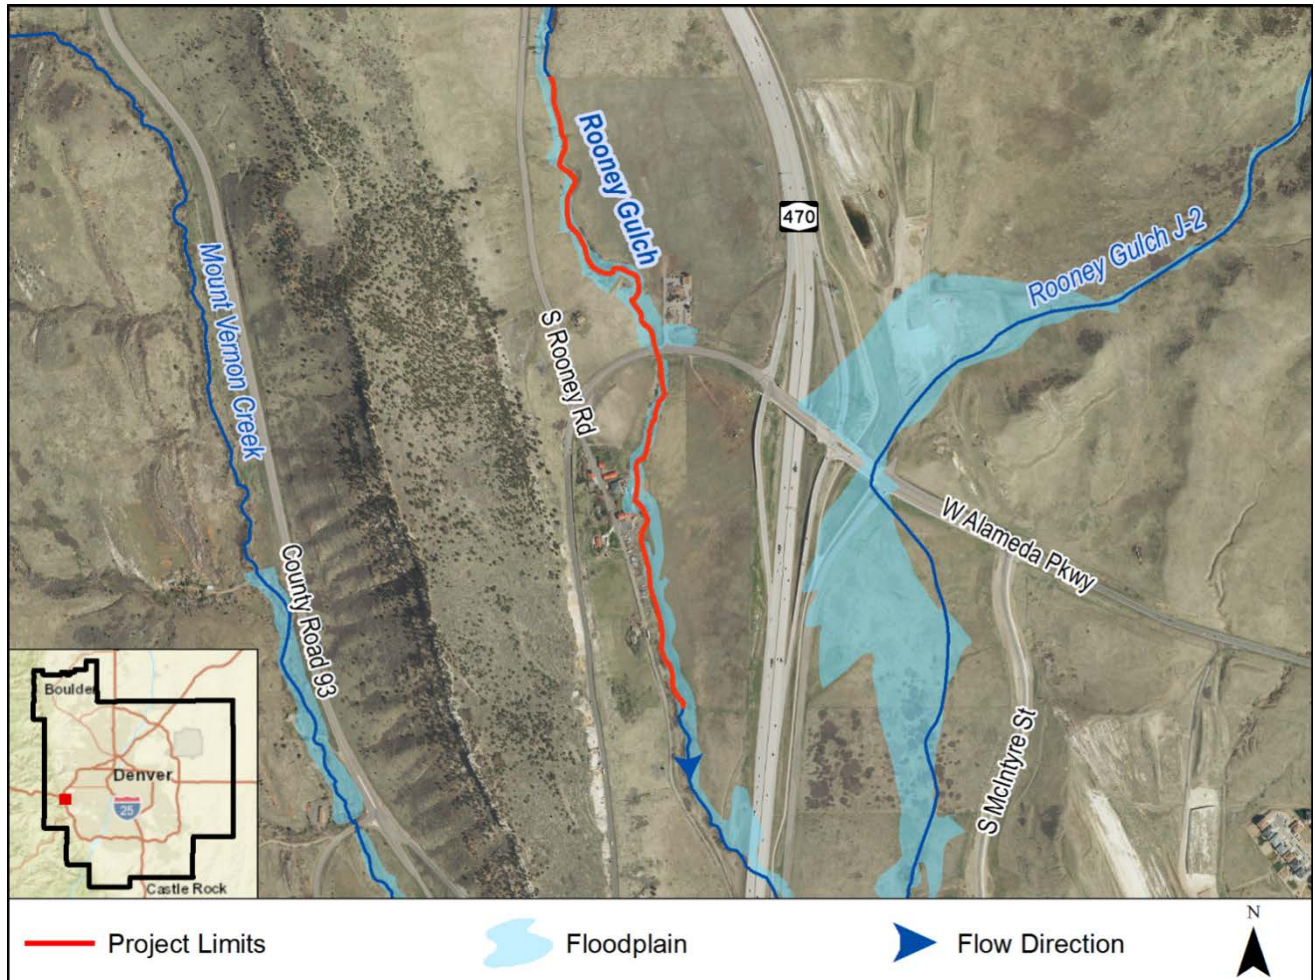 Rooney Gulch
470
Rooney Gulch J-2
Mount Vernon Creek
S Rooney Rd
W Alameda Pkwy
County Road 93
S McIntyre St
Boulder
Denver
25
Castle Rock
N
Project Limits
Floodplain
Flow Direction